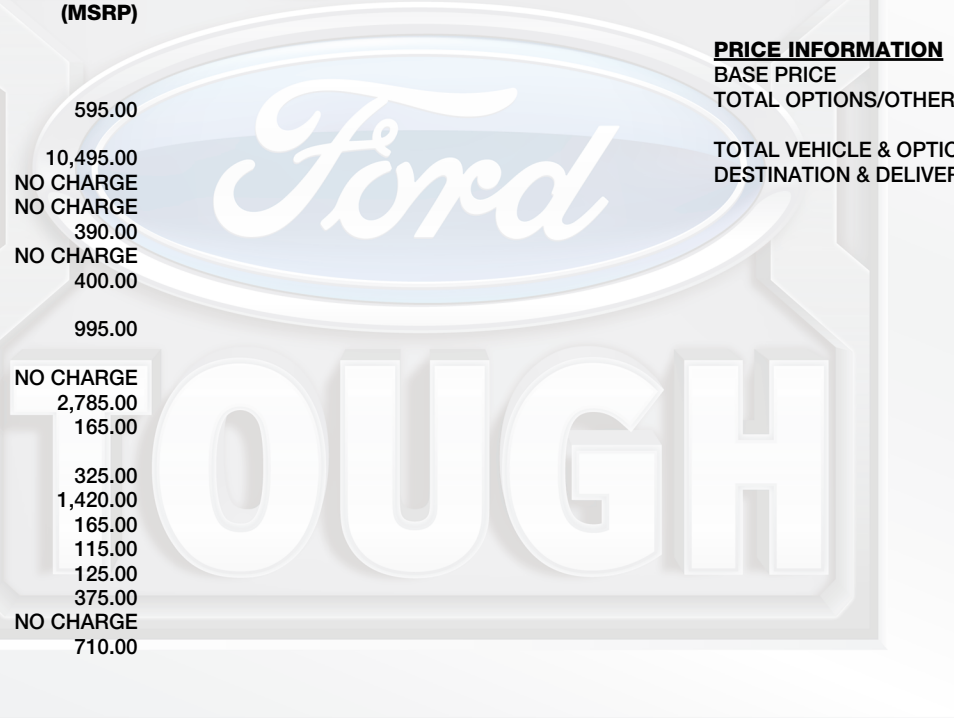 (MSRP)
595.00
10,495.00
NO CHARGE
NO CHARGE
390.00
NO CHARGE
400.00
995.00
NO CHARGE
2,785.00
165.00
325.00
1,420.00
165.00
115.00
125.00
375.00
NO CHARGE
710.00
PRICE INFORMATION
BASE PRICE
TOTAL OPTIONS/OTHER
TOTAL VEHICLE & OPTIO
DESTINATION & DELIVER
Ford
TOUGH